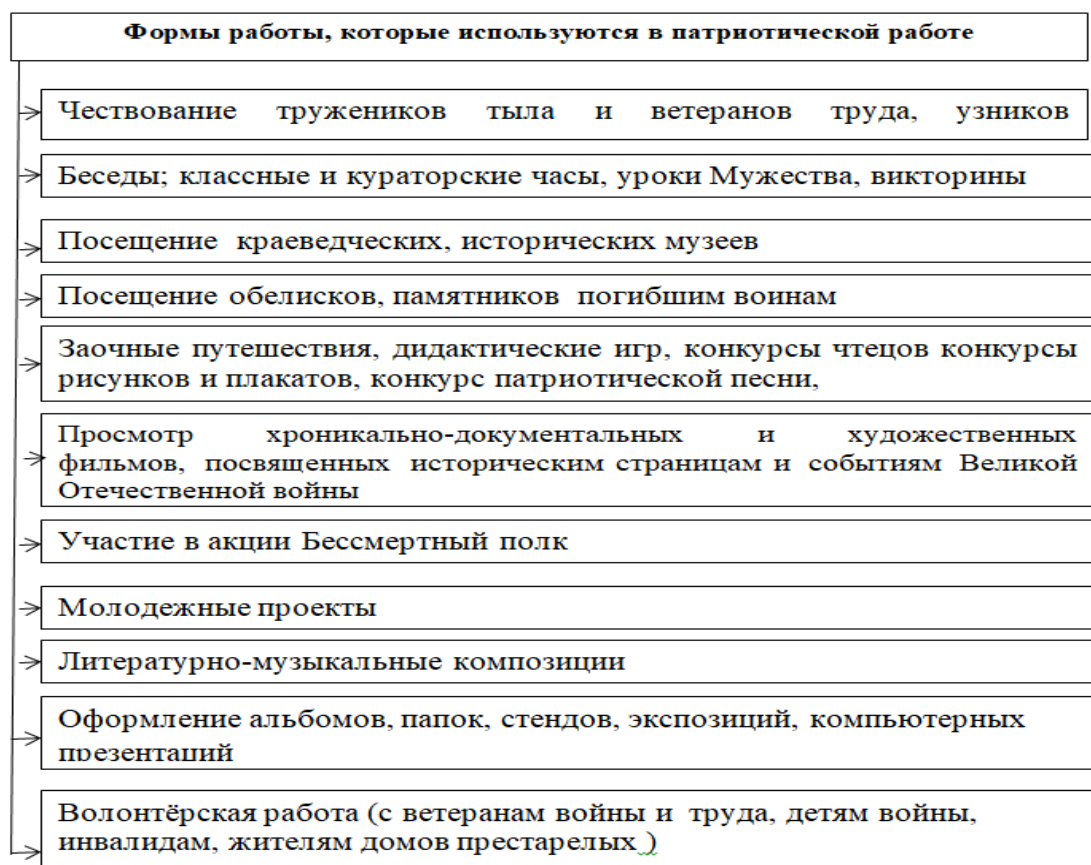 Формы работы, которые используются в патриотической работе
Чествование тружеников тыла и ветеранов труда, узников
Беседы; классные и кураторские часы, уроки Мужества, викторины
Посещение краеведческих, исторических музеев
Посещение обелисков, памятников погибшим воинам
Заочные путешествия, дидактические игр, конкурсы чтецов конкурсы
рисунков и плакатов, конкурс патриотической песни,
Просмотр хроникально-документальных и художественных
фильмов, посвященных историческим страницам и событиям Великой
Отечественной войны
Участие в акции Бессмертный полк
Молодежные проекты
Литературно-музыкальные композиции
Оформление альбомов, папок, стендов, экспозиций, компьютерных
презентаций
Волонтёрская работа (с ветеранам войны и труда, детям войны,
инвалидам, жителям домов престарелых )